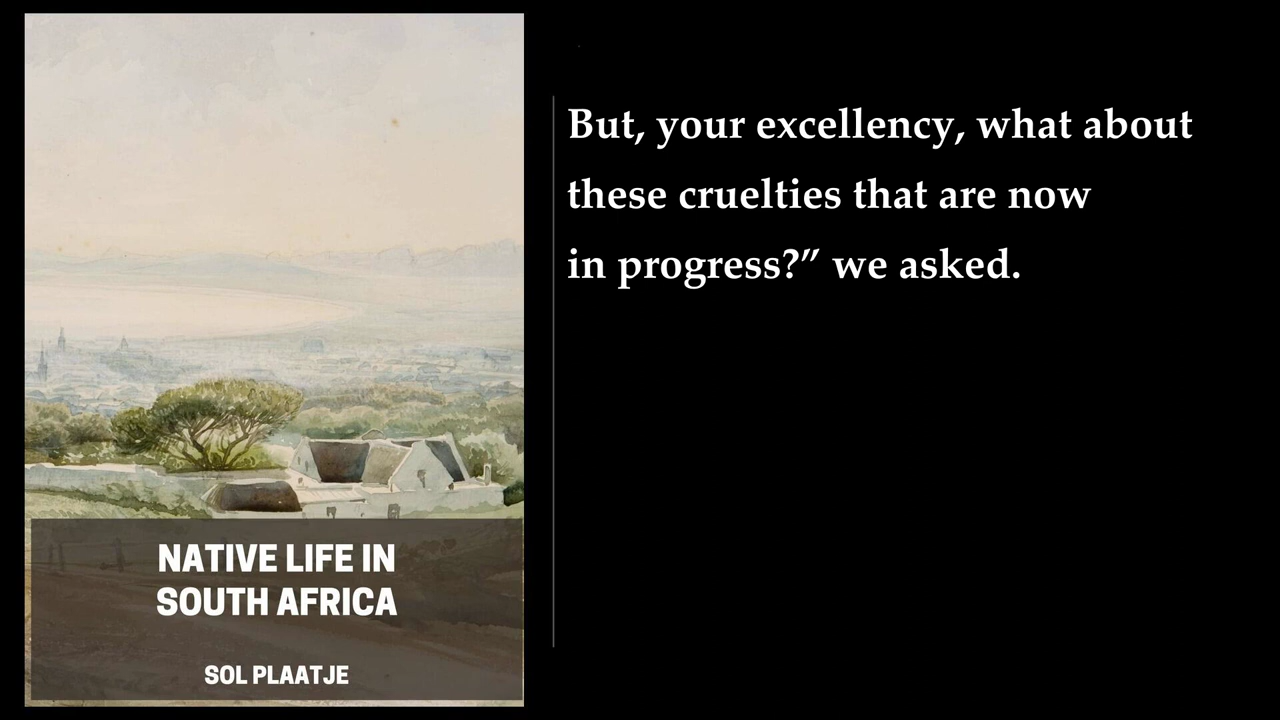 But, your excellency, what about
these cruelties that are now
in progress?” we asked.
NATIVE LIFE IN
SOUTH AFRICA
SOL PLAATJE